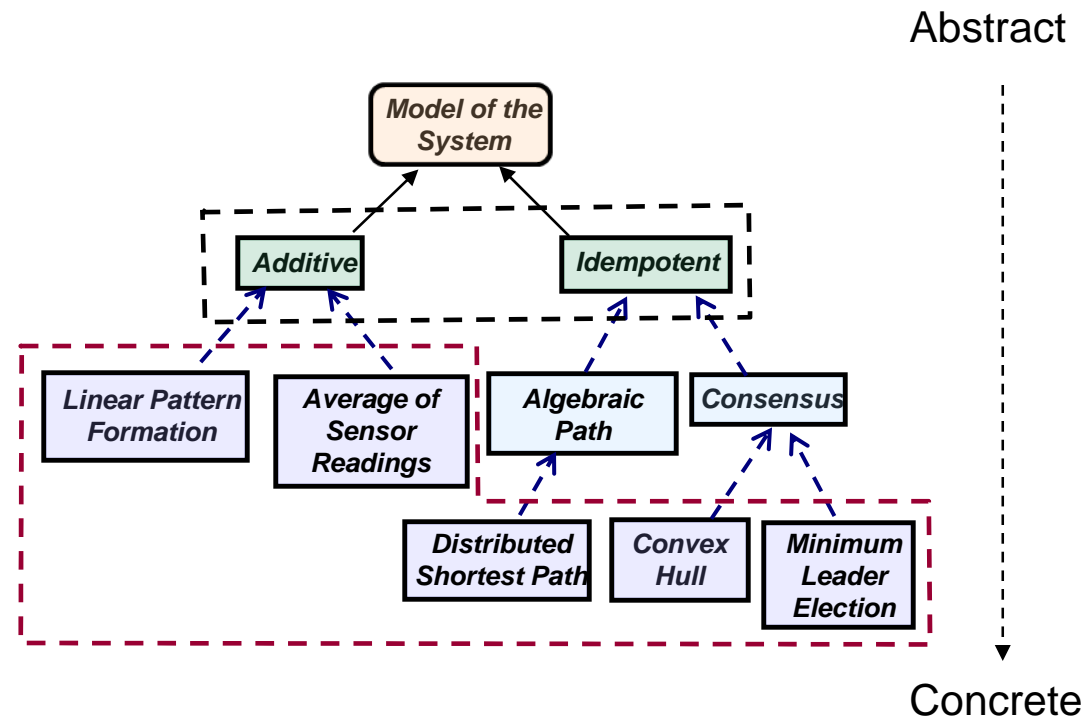 Abstract
Model of the
System
Additive
Idempotent
Linear Pattern
Formation
Average of
Sensor
Readings
Algebraic
Path
Consensus
Distributed
Shortest Path
Convex
Hull
Minimum
Leader
Election
Concrete